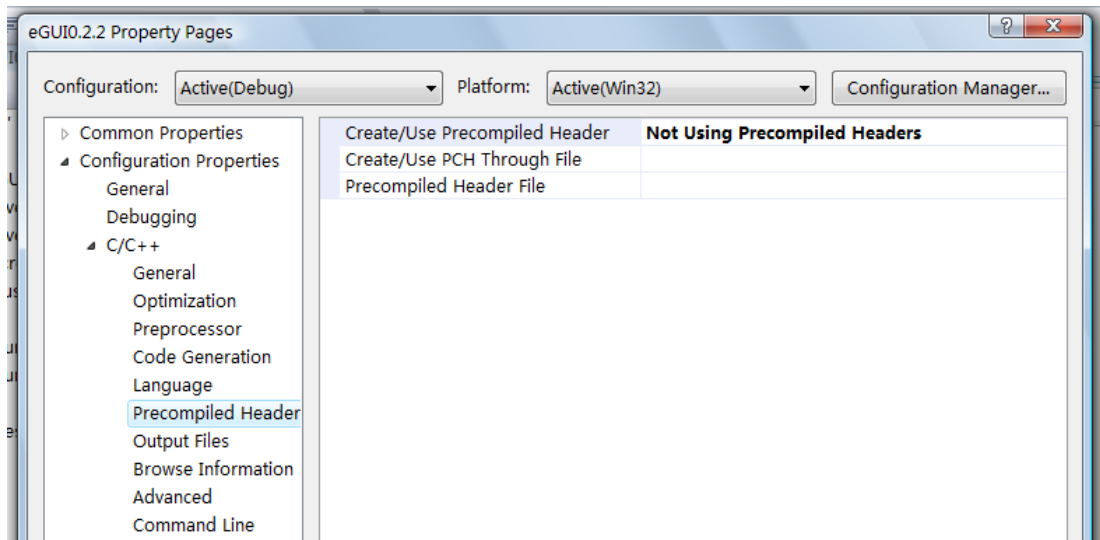 eGUI0.2.2 Property Pages
Configuration: Active(Debug) Platform: Active(Win32) Configuration Manager...
Common Properties
Configuration Properties
General
Debugging
C/C++
General
Optimization
Preprocessor
Code Generation
Language
Precompiled Header
Output Files
Browse Information
Advanced
Command Line
Create/Use Precompiled Header Not Using Precompiled Headers
Create/Use PCH Through File
Precompiled Header File